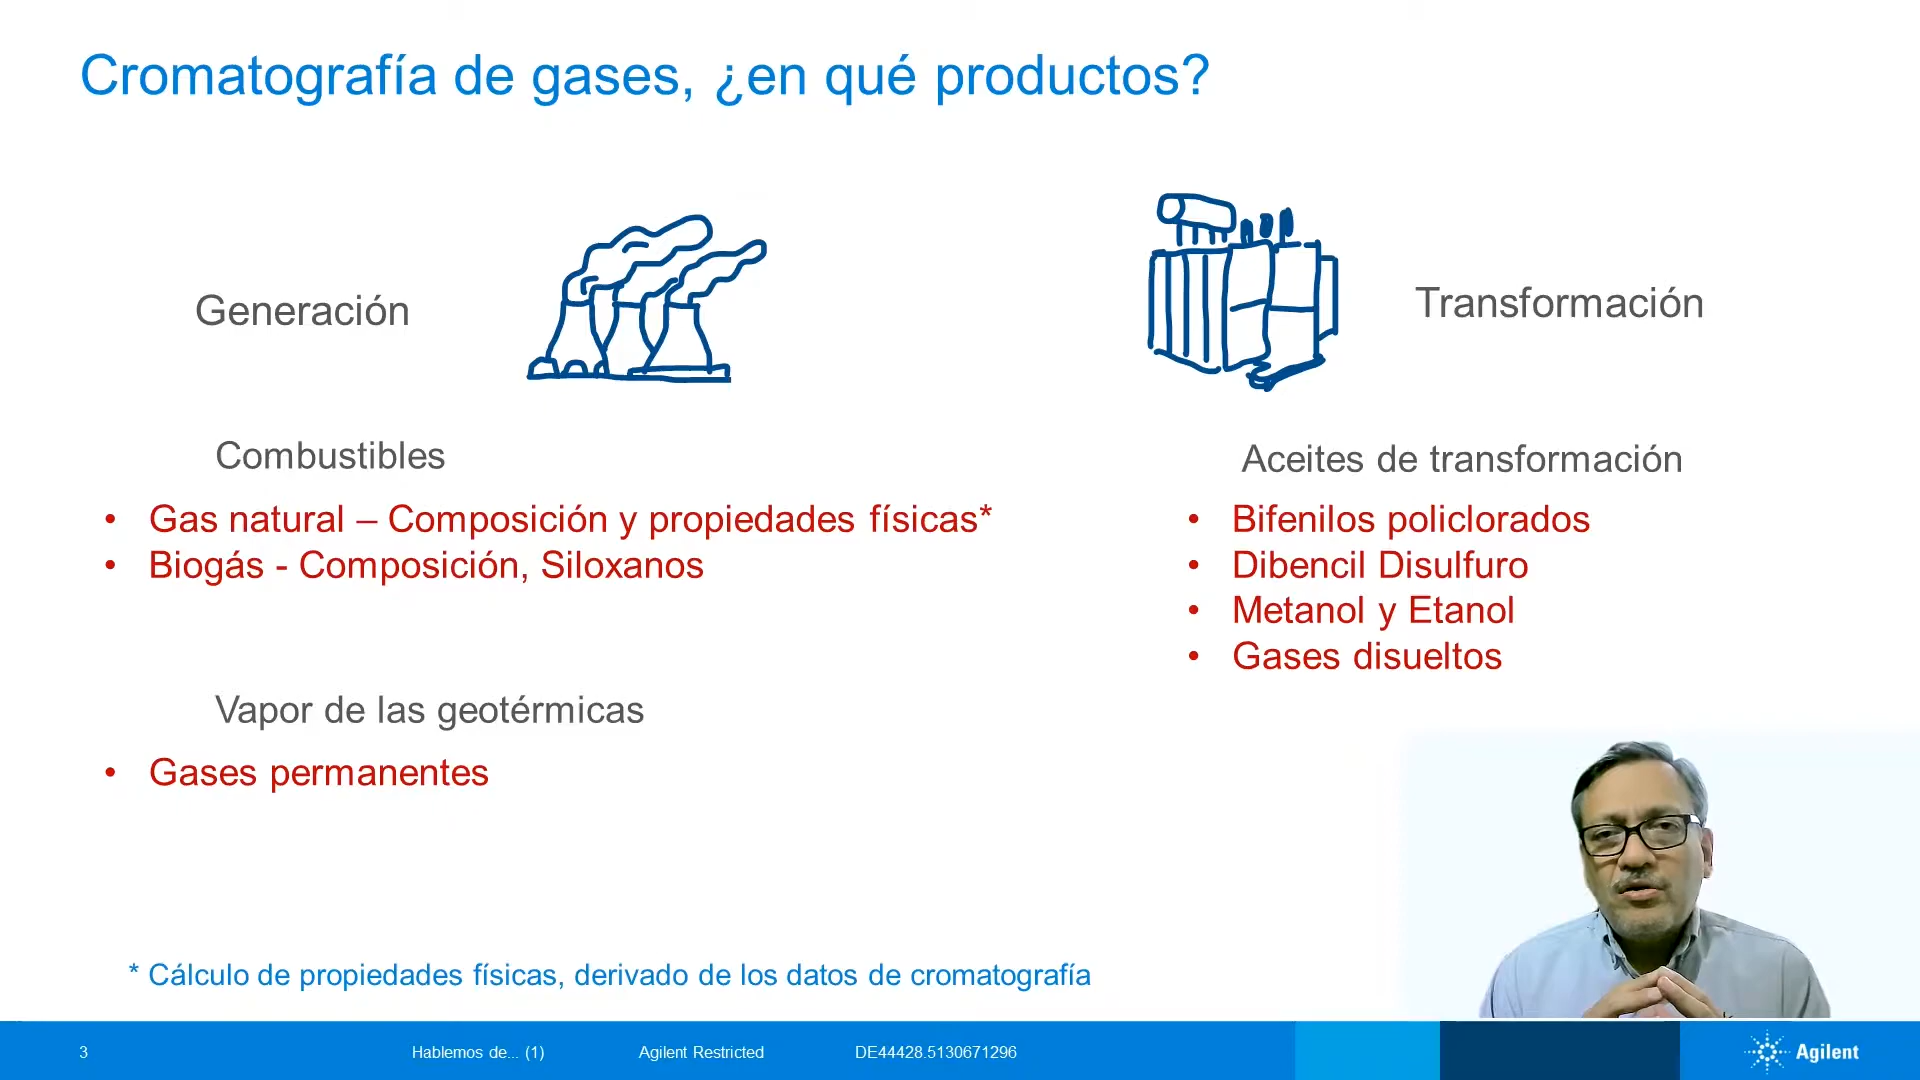 Cromatografía de gases, ¿en qué productos?
Generación
Transformación
Combustibles
• Gas natural – Composición y propiedades físicas*
• Biogás - Composición, Siloxanos
Vapor de las geotérmicas
• Gases permanentes
Aceites de transformación
• Bifenilos policlorados
• Dibencil Disulfuro
• Metanol y Etanol
• Gases disueltos
* Cálculo de propiedades físicas, derivado de los datos de cromatografía
3
Hablemos de... (1)
Agilent Restricted
DE44428.5130671296
Agilent